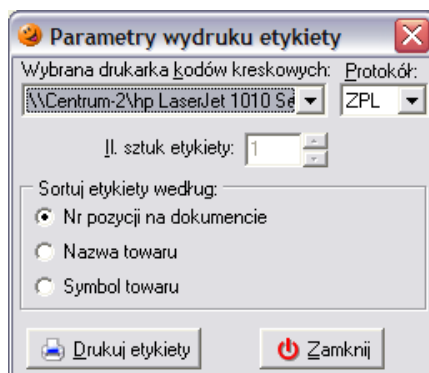 Parametry wydruku etykiety
Wybrana drukarka kodów kreskowych: Protokół:
\\Centrum-2\hp LaserJet 1010 Se ZPL
Il. sztuk etykiety: 1
Sortuj etykiety według:
Nr pozycji na dokumencie
Nazwa towaru
Symbol towaru
Drukuj etykiety Zamknij